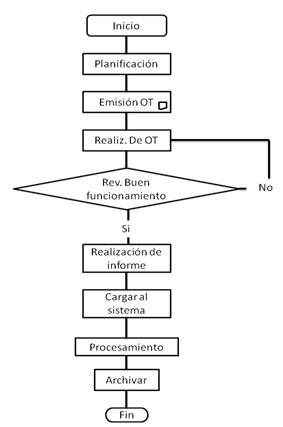 Inicio
Planificación
Emisión OT
Realiz. De OT
Rev. Buen
funcionamiento
No
Si
Realización de
informe
Cargar al
sistema
Procesamiento
Archivar
Fin